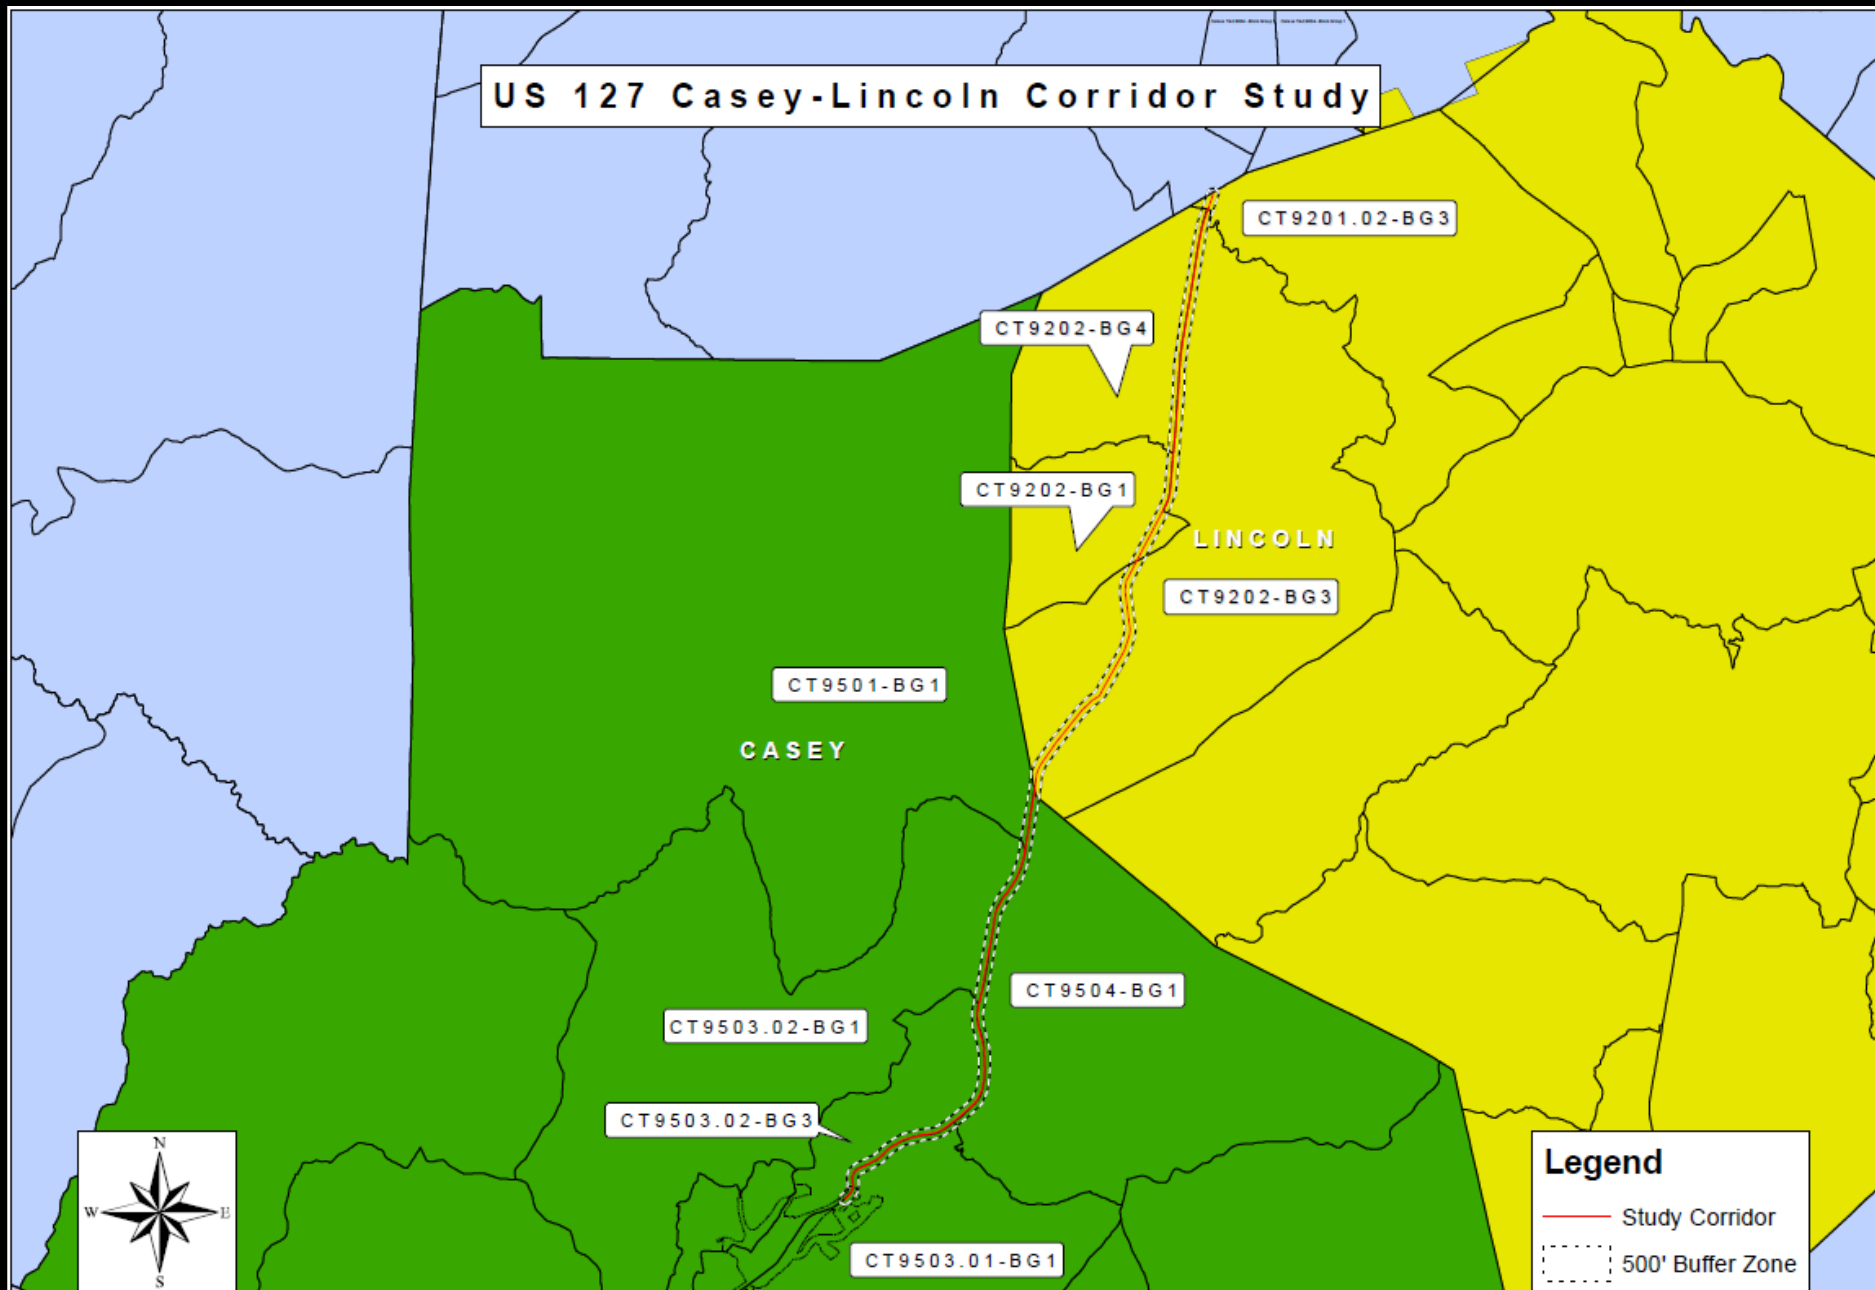 US 127 Casey-Lincoln Corridor Study
CT9201.02-BG3
CT9202-BG4
CT9202-BG1
LINCOLN
CT9202-BG3
CT9501-BG1
CASEY
CT9504-BG1
CT9503.02-BG1
CT9503.02-BG3
CT9503.01-BG1
N
W
E
S
Legend
Study Corridor
500' Buffer Zone